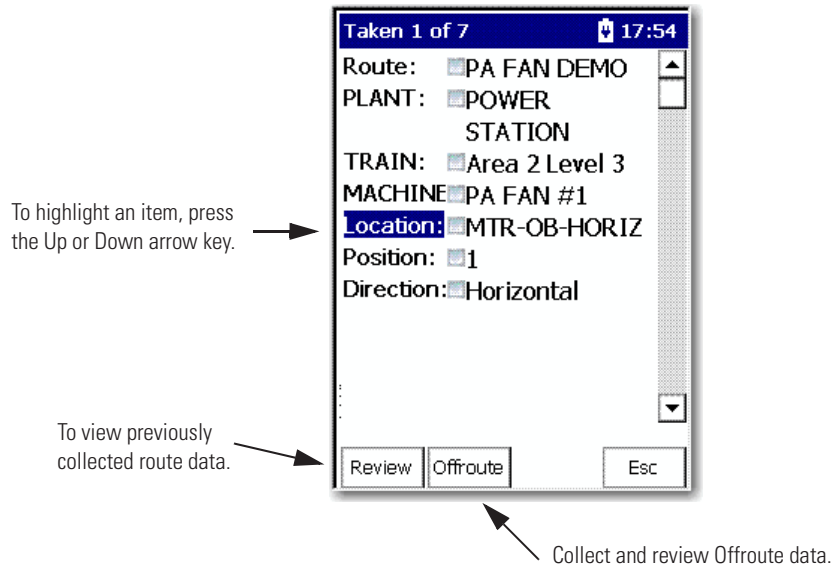 Taken 1 of 7 17:54
Route: PA FAN DEMO
PLANT: POWER
STATION
TRAIN: Area 2 Level 3
MACHINE PA FAN #1
Location: MTR-OB-HORIZ
Position: 1
Direction: Horizontal
To highlight an item, press
the Up or Down arrow key.
To view previously
collected route data.
Review Offroute Esc
Collect and review Offroute data.